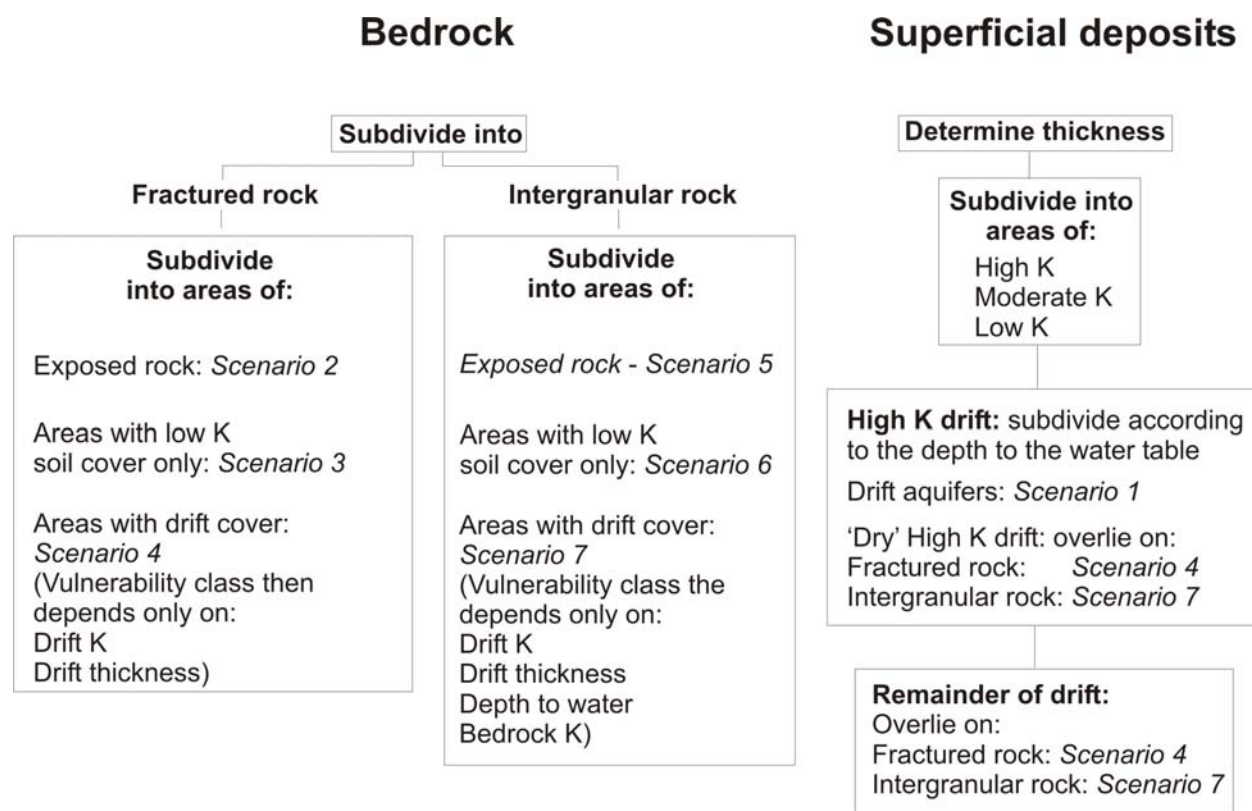 Bedrock
Subdivide into
Fractured rock
Subdivide
into areas of:
Exposed rock: Scenario 2
Areas with low K
soil cover only: Scenario 3
Areas with drift cover:
Scenario 4
(Vulnerability class then
depends only on:
Drift K
Drift thickness)
Intergranular rock
Subdivide
into areas of:
Exposed rock - Scenario 5
Areas with low K
soil cover only: Scenario 6
Areas with drift cover:
Scenario 7
(Vulnerability class the
depends only on:
Drift K
Drift thickness
Depth to water
Bedrock K)
Superficial deposits
Determine thickness
Subdivide into
areas of:
High K
Moderate K
Low K
High K drift: subdivide according
to the depth to the water table
Drift aquifers: Scenario 1
‘Dry’ High K drift: overlie on:
Fractured rock: Scenario 4
Intergranular rock: Scenario 7
Remainder of drift:
Overlie on:
Fractured rock: Scenario 4
Intergranular rock: Scenario 7